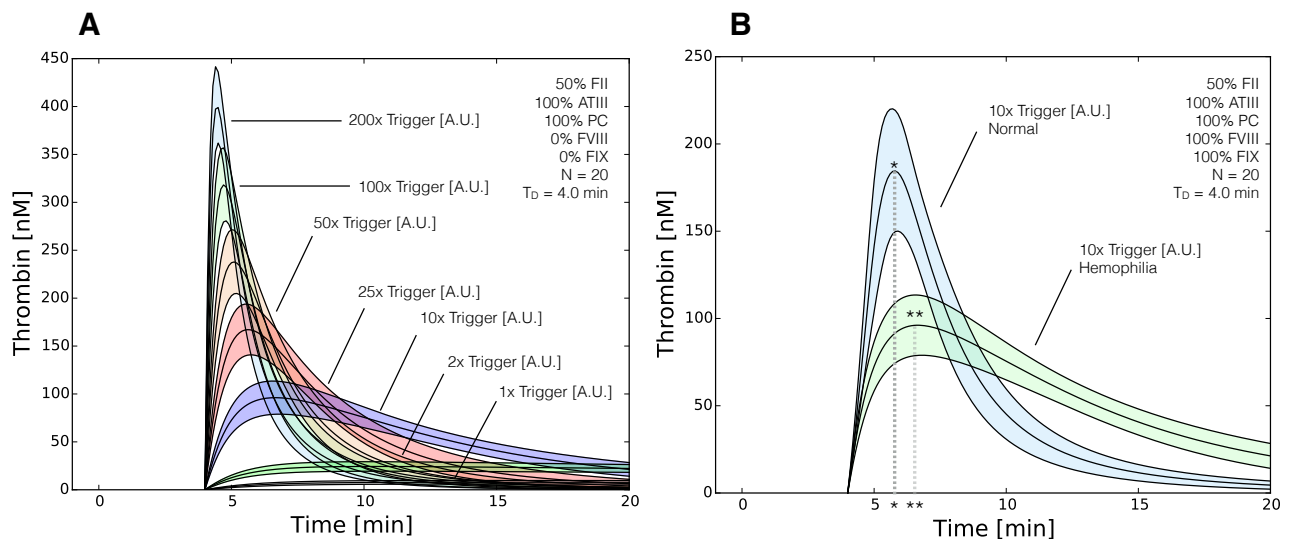 A
Thrombin [nM]
450
400
350
300
250
200
150
100
50
0
0
5
10
15
20
Time [min]
50% FII
100% ATIII
100% PC
0% FVIII
0% FIX
N = 20
TD = 4.0 min
200x Trigger [A.U.]
100x Trigger [A.U.]
50x Trigger [A.U.]
25x Trigger [A.U.]
10x Trigger [A.U.]
2x Trigger [A.U.]
1x Trigger [A.U.]
B
Thrombin [nM]
250
200
150
100
50
0
0
5
10
15
20
* **
Time [min]
10x Trigger [A.U.]
Normal
50% FII
100% ATIII
100% PC
100% FVIII
100% FIX
N = 20
TD = 4.0 min
*
10x Trigger [A.U.]
Hemophilia
**